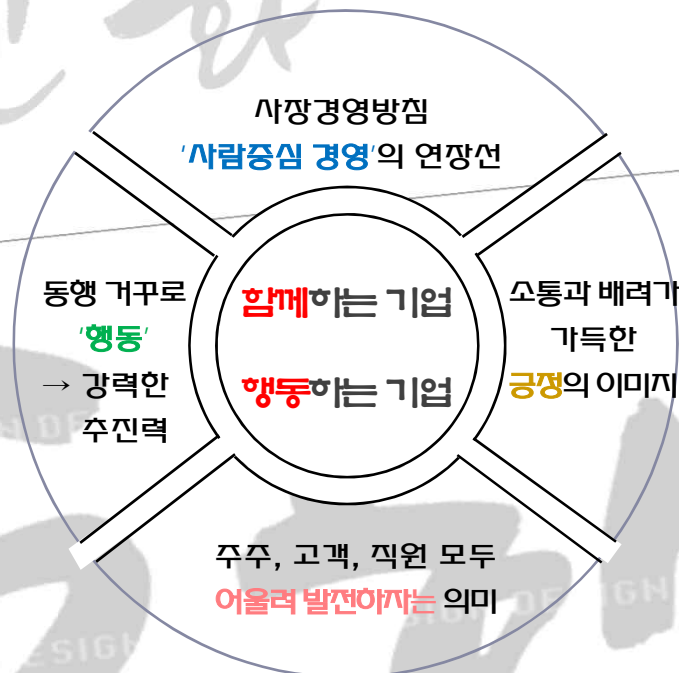 사장경영방침
'사람중심 경영'의 연장선
동행 거꾸로
'행동'
→ 강력한
추진력
함께하는 기업
행동하는 기업
소통과 배려가
가득한
긍정의 이미지
주주, 고객, 직원 모두
어울려 발전하자는 의미